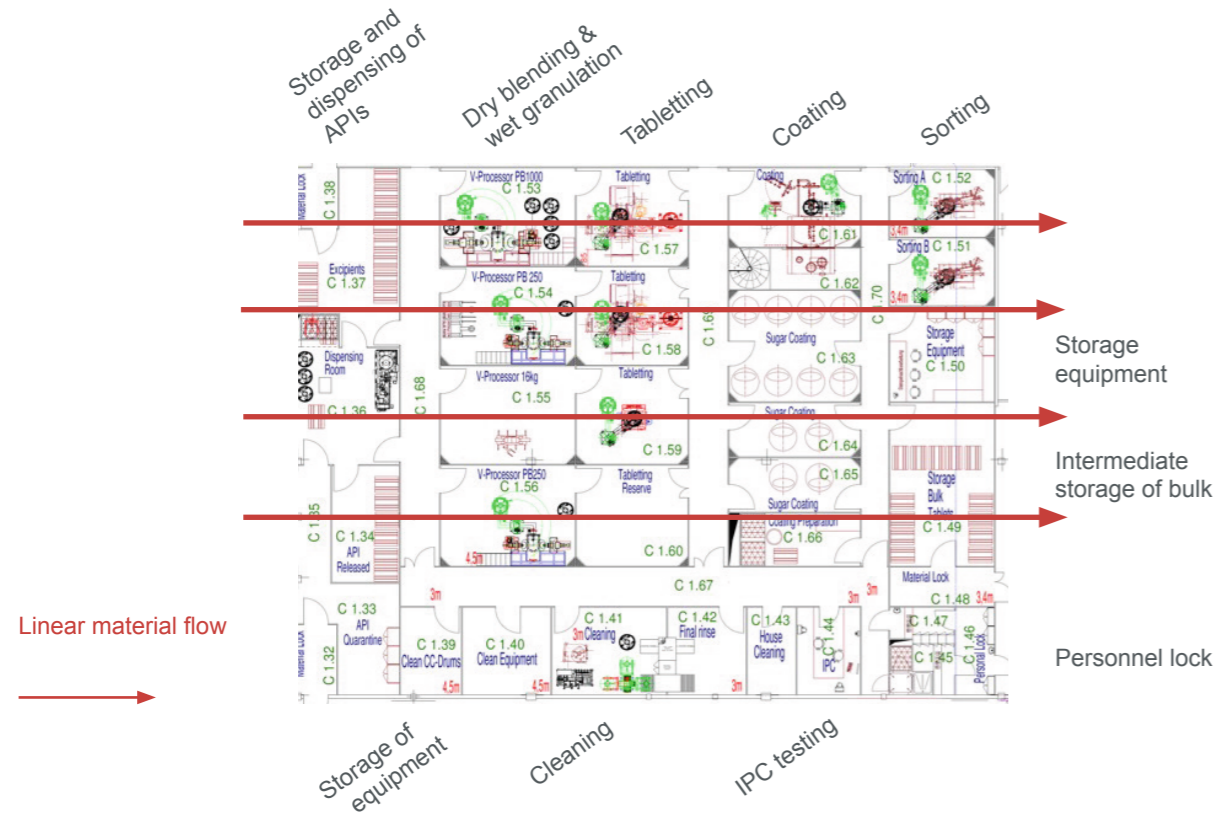 Storage and
dispensing of
APIs
Dry blending &
wet granulation
Tabletting
Coating
Sorting
Material Lock
C 1.38
Excipients
C 1.37
Dispensing
Room
C 1.36
C 1.68
C 1.35
C 1.34
API
Released
C 1.33
API
Quarantine
Material Lock
C 1.32
V-Processor PB1000
C 1.53
V-Processor PB 250
C 1.54
V-Processor 16kg
C 1.55
V-Processor PB250
C 1.56
4,5m
Tabletting
C 1.57
Tabletting
C 1.58
Tabletting
C 1.59
Tabletting
Reserve
C 1.60
C 1.69
Coating
C 1.61
C 1.62
Sugar Coating
C 1.63
Sugar Coating
C 1.64
C 1.65
Sugar Coating
Coating Preparation
C 1.66
C 1.70
Sorting A
C 1.52
3,4m
Sorting B
C 1.51
3,4m
Storage
Equipment
C 1.50
Storage
Bulk
Tablets
C 1.49
Material Lock
C 1.48
3,4m
C 1.67
3m
3m
3m
C 1.39
Clean CC-Drums
4,5m
C 1.40
Clean Equipment
4,5m
C 1.41
Cleaning
3m
C 1.42
Final rinse
3m
C 1.43
House
Cleaning
C 1.44
IPC
C 1.47
C 1.45
C 1.46
Personal Lock
Storage
equipment
Intermediate
storage of bulk
Personnel lock
Linear material flow
Storage of
equipment
Cleaning
IPC testing